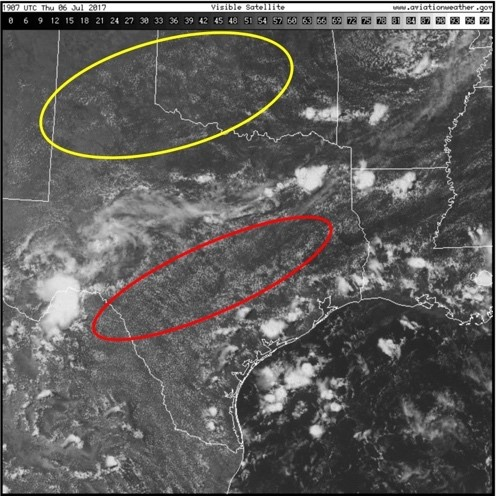 1907 UTC Thu 06 Jul 2017 Visible Satellite www.aviationweather.gov
0 6 9 12 15 18 21 24 27 30 33 36 39 42 45 48 51 54 57 60 63 66 69 72 75 78 81 84 87 90 93 96 99